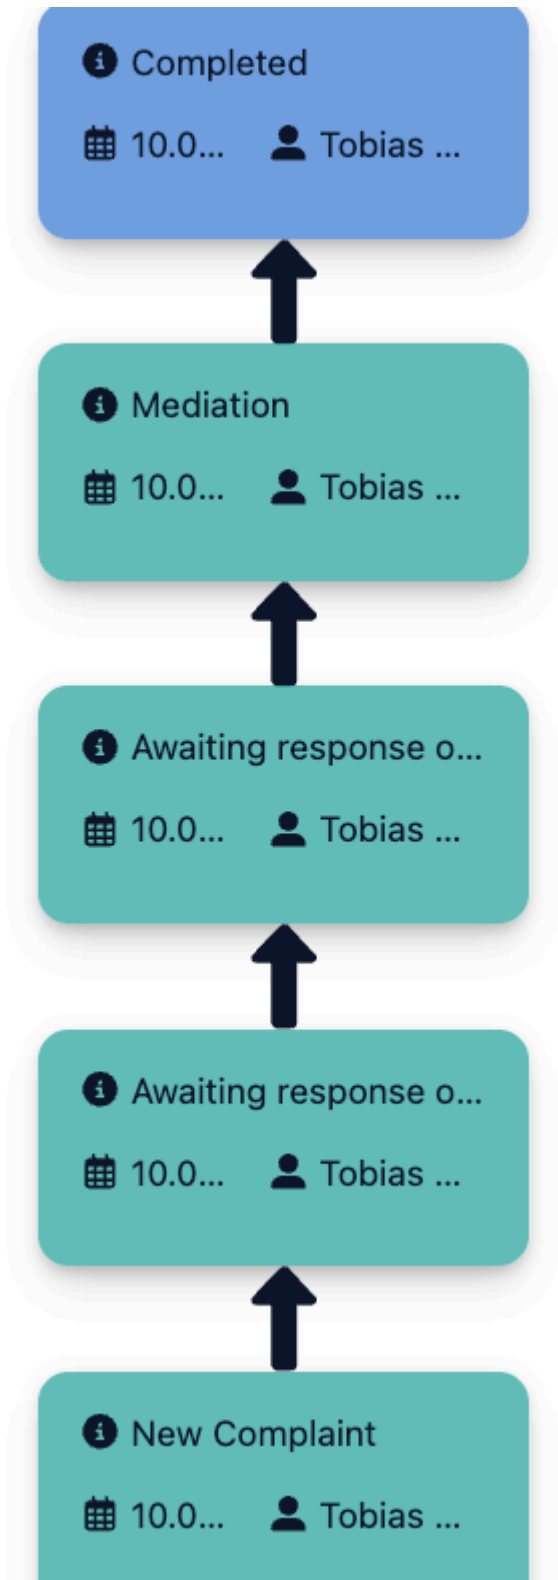 Completed
10.0... Tobias ...
Mediation
10.0... Tobias ...
Awaiting response o...
10.0... Tobias ...
Awaiting response o...
10.0... Tobias ...
New Complaint
10.0... Tobias ...